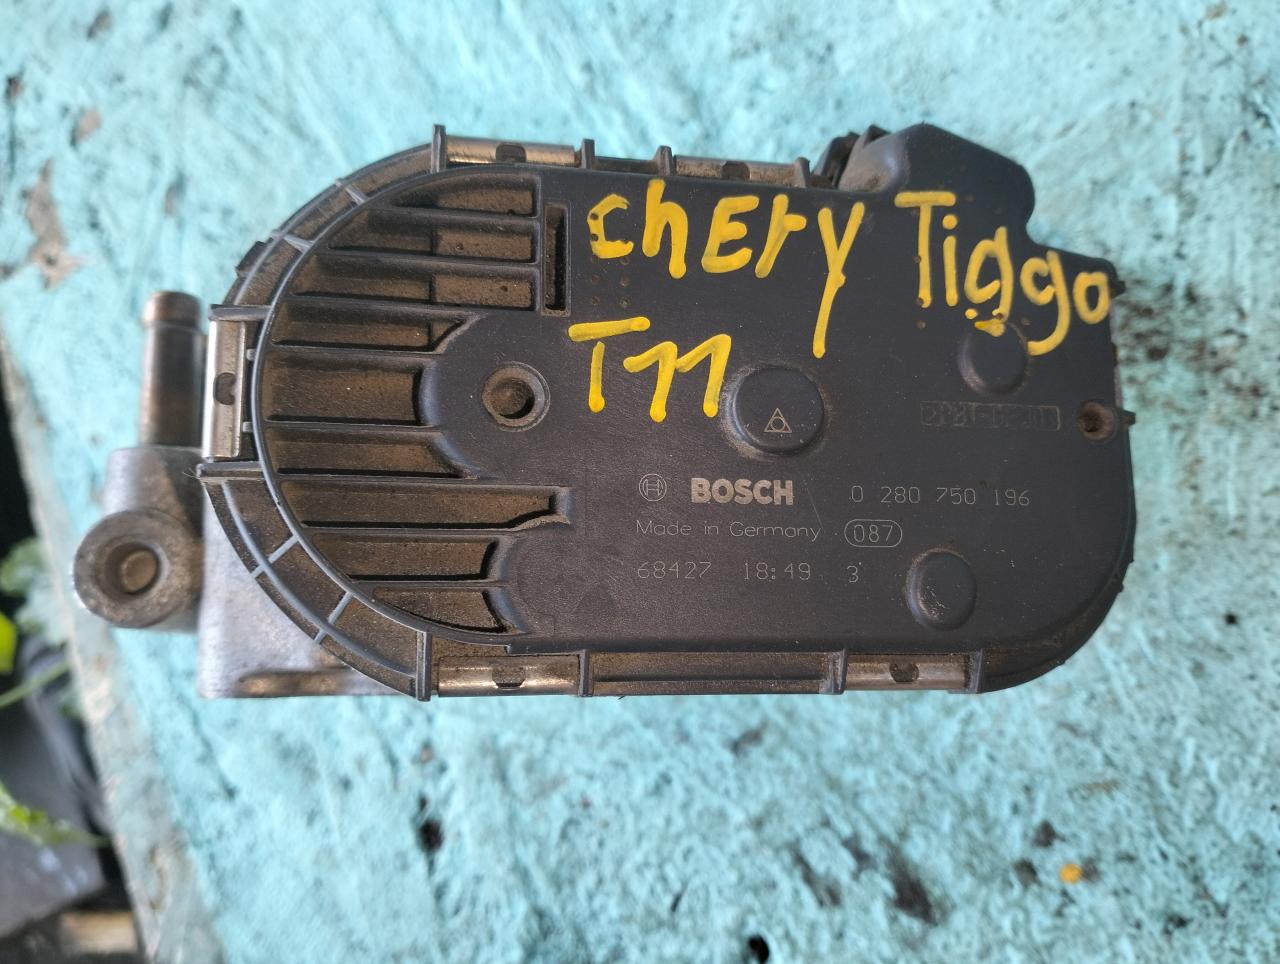 chEry Tiggo
T11
BOSCH 0 280 750 196
Made in Germany 087
68427 18:49 3